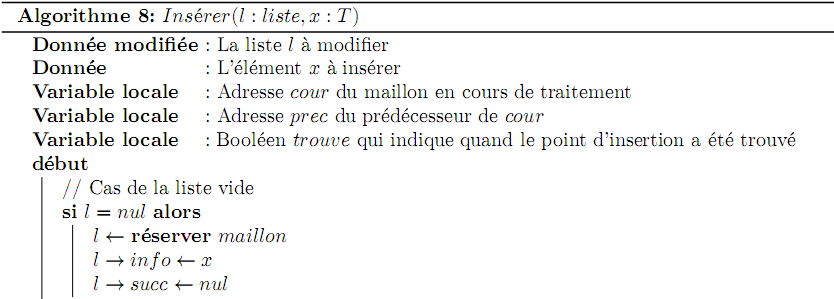 Algorithme 8: Insérer(l : liste, x : T)
Donnée modifiée : La liste l à modifier
Donnée : L'élément x à insérer
Variable locale : Adresse cour du maillon en cours de traitement
Variable locale : Adresse prec du prédécesseur de cour
Variable locale : Booléen trouve qui indique quand le point d'insertion a été trouvé
début
// Cas de la liste vide
si l = nul alors
l ← réserver maillon
l → info ← x
l → succ ← nul